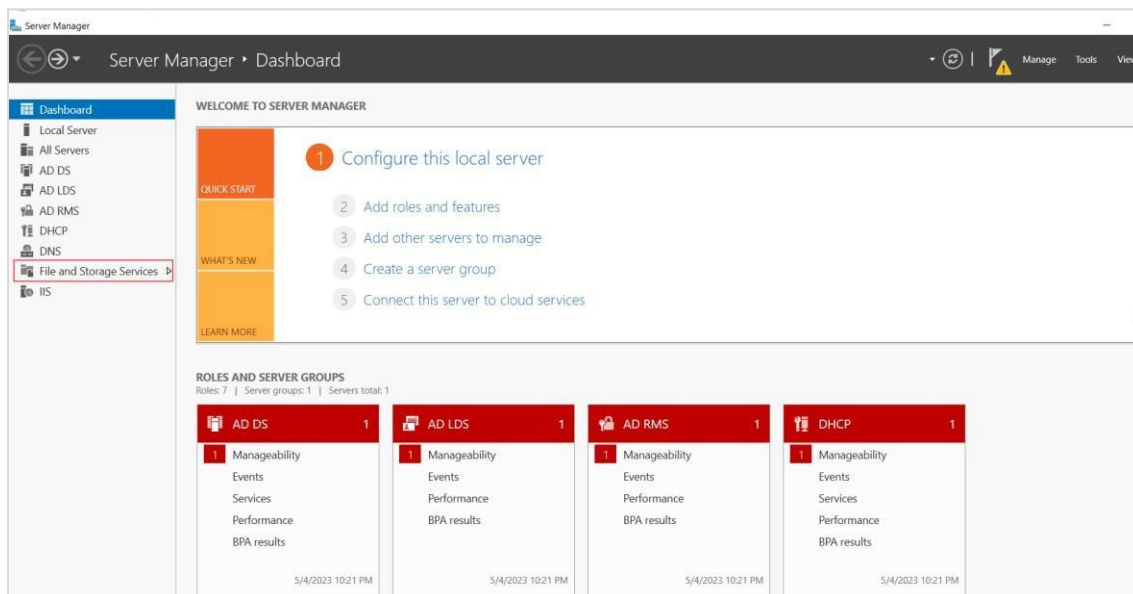 Server Manager
Server Manager • Dashboard
Manage Tools View
Dashboard
Local Server
All Servers
AD DS
AD LDS
AD RMS
DHCP
DNS
File and Storage Services
IIS
WELCOME TO SERVER MANAGER
QUICK START
WHAT'S NEW
LEARN MORE
1 Configure this local server
2 Add roles and features
3 Add other servers to manage
4 Create a server group
5 Connect this server to cloud services
ROLES AND SERVER GROUPS
Roles: 7 | Server groups: 1 | Servers total: 1
AD DS 1
1 Manageability
Events
Services
Performance
BPA results
5/4/2023 10:21 PM
AD LDS 1
1 Manageability
Events
Performance
BPA results
5/4/2023 10:21 PM
AD RMS 1
1 Manageability
Events
Performance
BPA results
5/4/2023 10:21 PM
DHCP 1
1 Manageability
Events
Services
Performance
BPA results
5/4/2023 10:21 PM